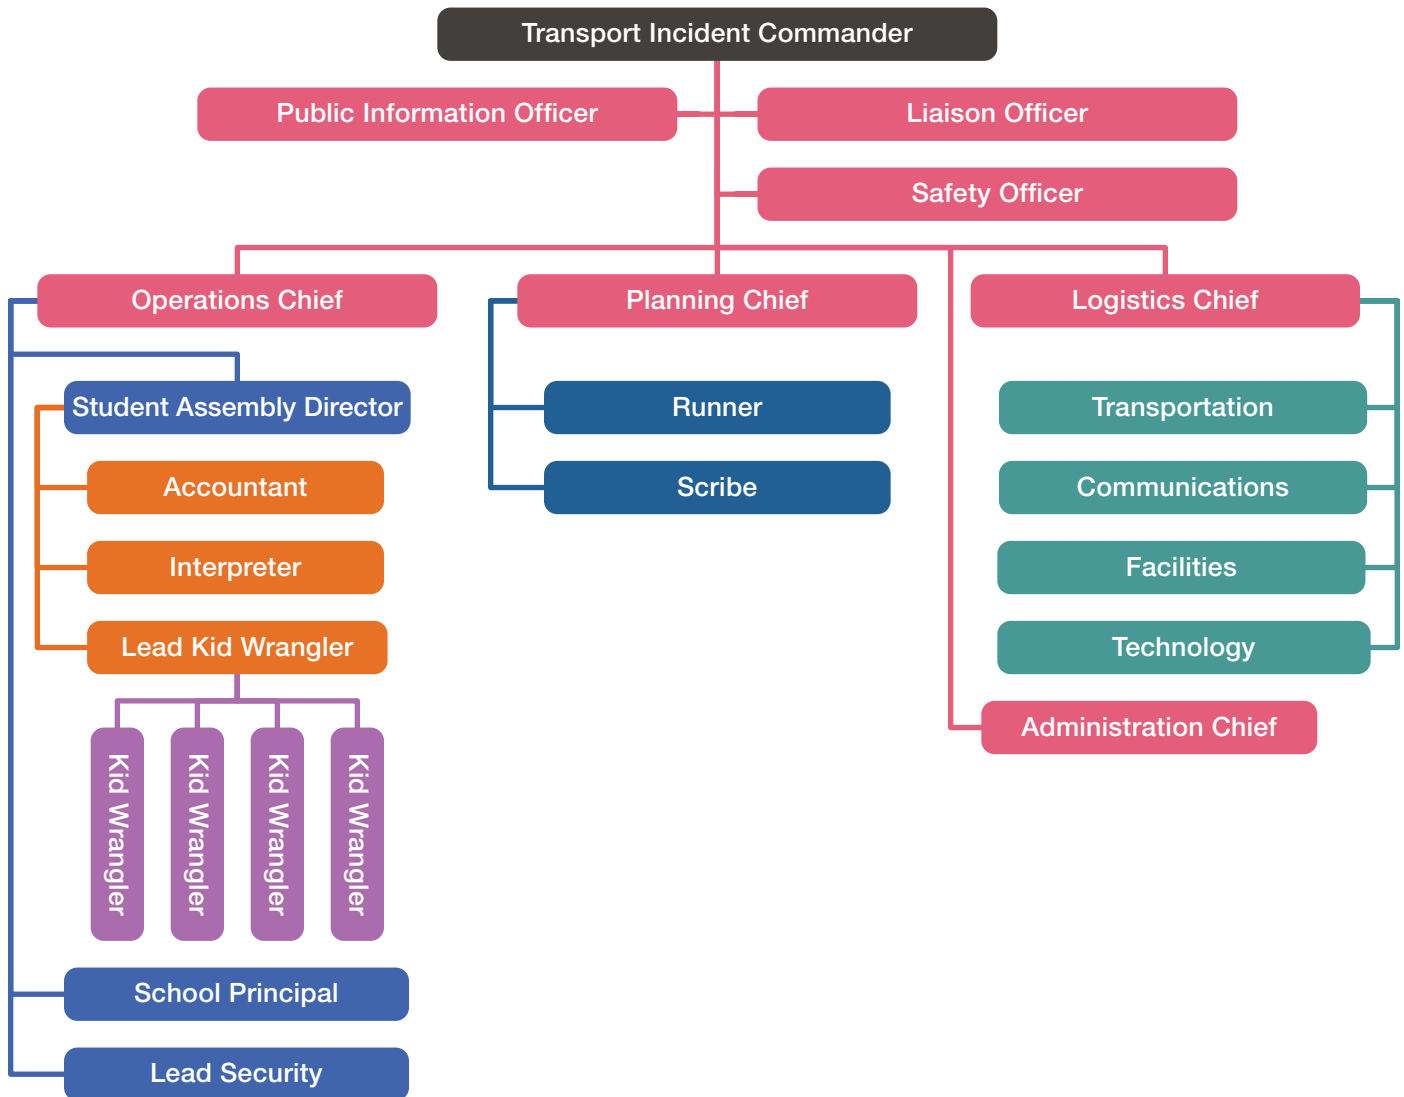 Transport Incident Commander
Public Information Officer
Liaison Officer
Safety Officer
Operations Chief
Planning Chief
Logistics Chief
Student Assembly Director
Runner
Transportation
Accountant
Scribe
Communications
Interpreter
Facilities
Lead Kid Wrangler
Technology
Administration Chief
Kid Wrangler
Kid Wrangler
Kid Wrangler
Kid Wrangler
School Principal
Lead Security